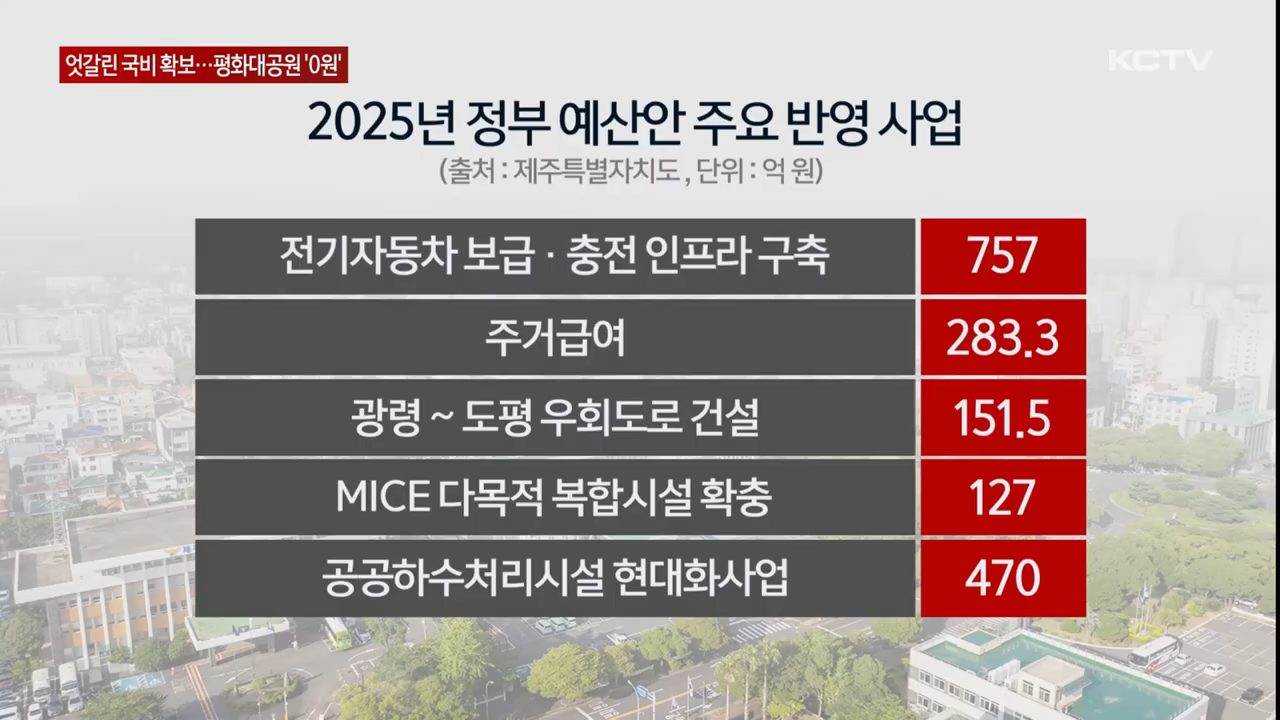 엇갈린 국비 확보…평화대공원 '0원'
KCTV
2025년 정부 예산안 주요 반영 사업
(출처 : 제주특별자치도, 단위 : 억 원)
전기자동차 보급 · 충전 인프라 구축 757
주거급여 283.3
광령 ~ 도평 우회도로 건설 151.5
MICE 다목적 복합시설 확충 127
공공하수처리시설 현대화사업 470